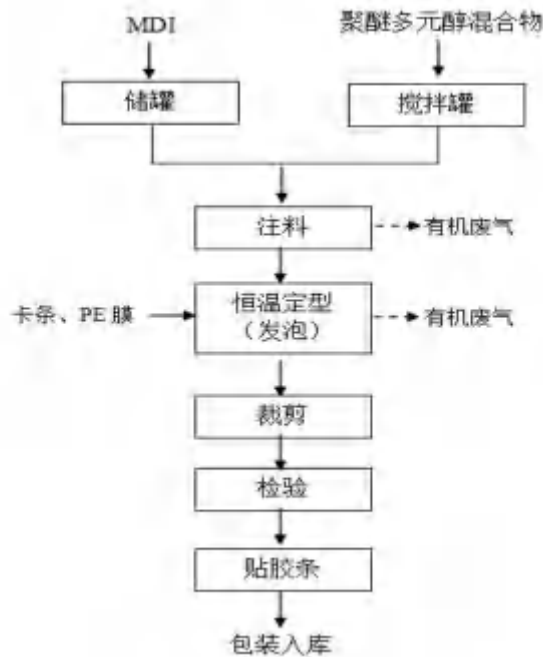 MDI
聚醚多元醇混合物
储罐
搅拌罐
注料
有机废气
卡条、PE 膜
恒温定型
（发泡）
有机废气
裁剪
检验
贴胶条
包装入库